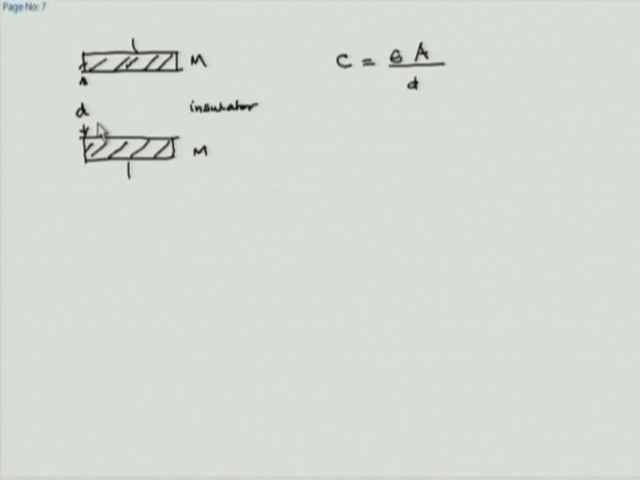 Page No: 7
M
C = ϵ A / d
d
insulator
M